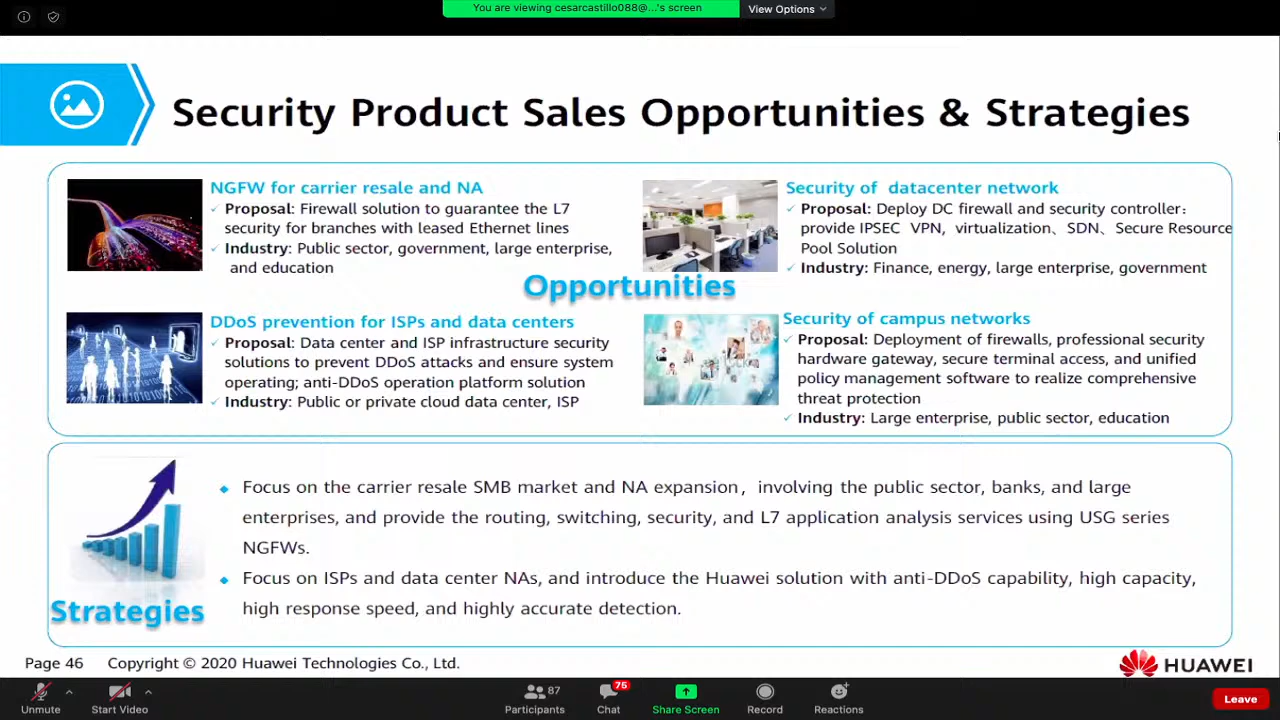 You are viewing cesarcastillo088@...'s screen
View Options
Security Product Sales Opportunities & Strategies
NGFW for carrier resale and NA
✓ Proposal: Firewall solution to guarantee the L7
security for branches with leased Ethernet lines
✓ Industry: Public sector, government, large enterprise,
and education
Security of datacenter network
✓ Proposal: Deploy DC firewall and security controller：
provide IPSEC VPN, virtualization、SDN、Secure Resource
Pool Solution
✓ Industry: Finance, energy, large enterprise, government
Opportunities
DDoS prevention for ISPs and data centers
✓ Proposal: Data center and ISP infrastructure security
solutions to prevent DDoS attacks and ensure system
operating; anti-DDoS operation platform solution
✓ Industry: Public or private cloud data center, ISP
Security of campus networks
✓ Proposal: Deployment of firewalls, professional security
hardware gateway, secure terminal access, and unified
policy management software to realize comprehensive
threat protection
✓ Industry: Large enterprise, public sector, education
Strategies
◆ Focus on the carrier resale SMB market and NA expansion，involving the public sector, banks, and large
enterprises, and provide the routing, switching, security, and L7 application analysis services using USG series
NGFWs.
◆ Focus on ISPs and data center NAs, and introduce the Huawei solution with anti-DDoS capability, high capacity,
high response speed, and highly accurate detection.
Page 46 Copyright © 2020 Huawei Technologies Co., Ltd.
HUAWEI
Unmute
Start Video
87
Participants
75
Chat
Share Screen
Record
Reactions
Leave